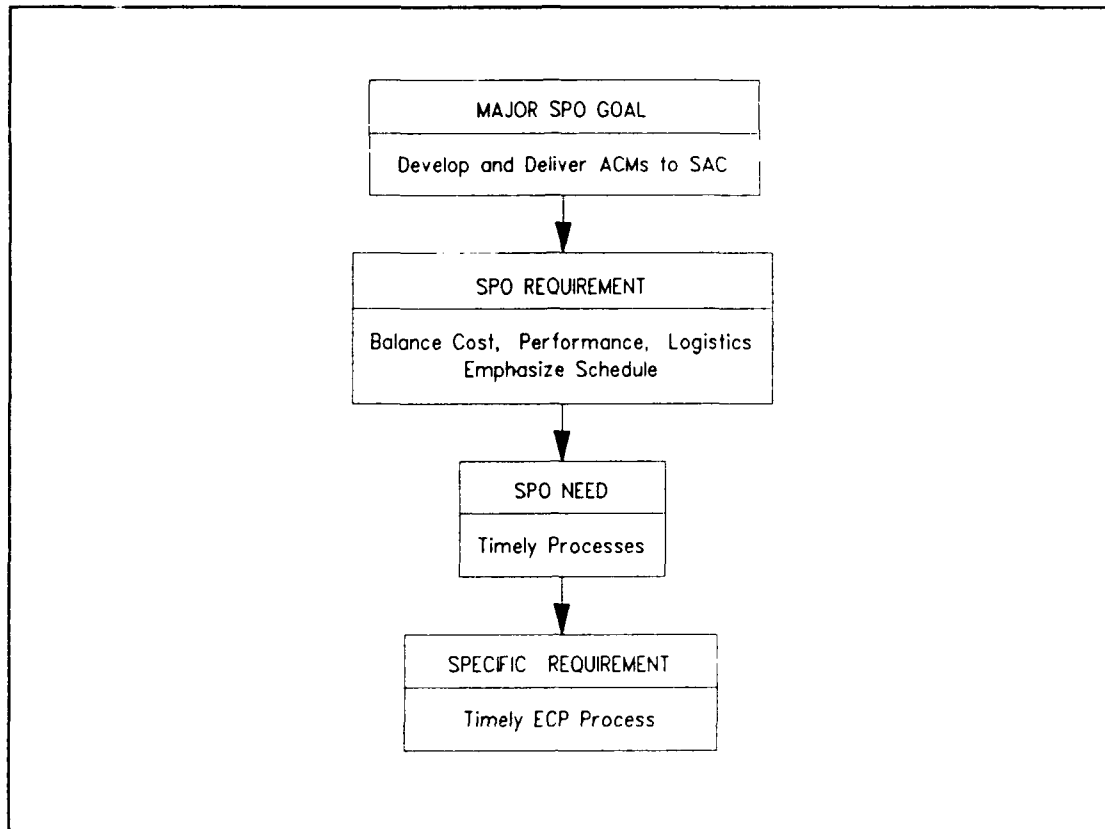 MAJOR SPO GOAL
Develop and Deliver ACMs to SAC
SPO REQUIREMENT
Balance Cost, Performance, Logistics
Emphasize Schedule
SPO NEED
Timely Processes
SPECIFIC REQUIREMENT
Timely ECP Process